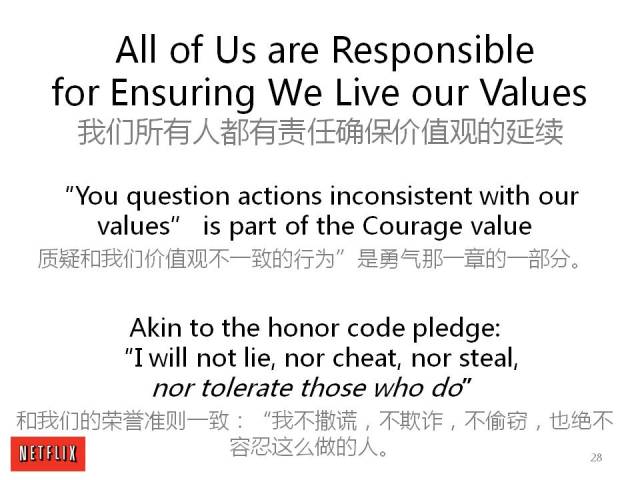 All of Us are Responsible
for Ensuring We Live our Values
我们所有人都有责任确保价值观的延续
“You question actions inconsistent with our
values” is part of the Courage value
质疑和我们价值观不一致的行为”是勇气那一章的一部分。
Akin to the honor code pledge:
“I will not lie, nor cheat, nor steal,
nor tolerate those who do”
和我们的荣誉准则一致：“我不撒谎，不欺诈，不偷窃，也绝不
容忍这么做的人。
NETFLIX
28